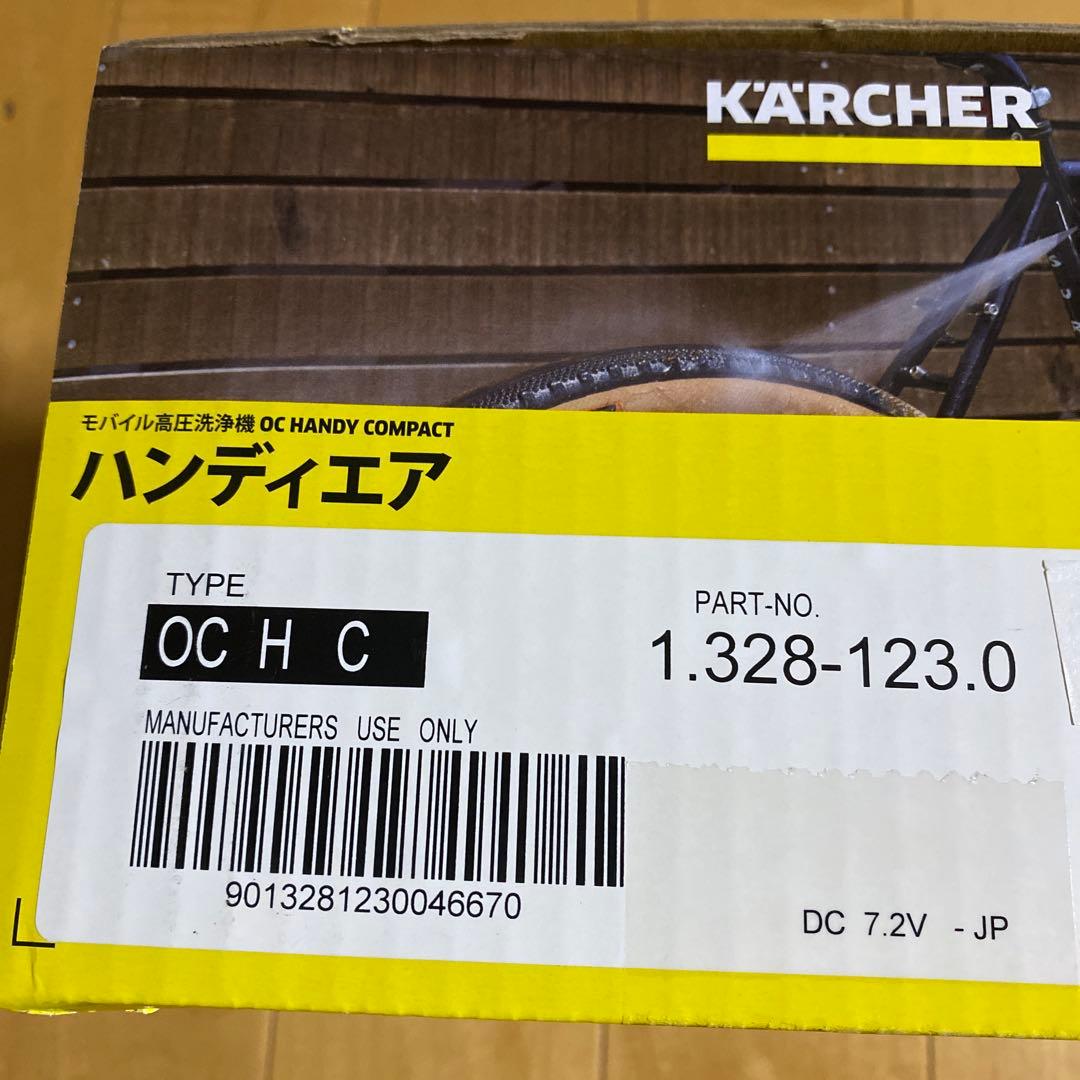 KÄRCHER
モバイル高圧洗浄機 OC HANDY COMPACT
ハンディエア
TYPE
OC H C
PART-NO.
1.328-123.0
MANUFACTURERS USE ONLY
9013281230046670
DC 7.2V - JP